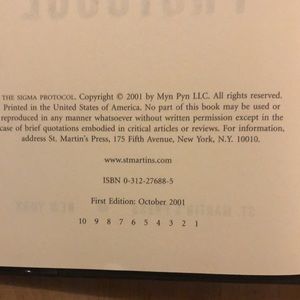 THE SIGMA PROTOCOL. Copyright © 2001 by Myn Pyn LLC. All rights reserved.
Printed in the United States of America. No part of this book may be used or
reproduced in any manner whatsoever without written permission except in the
case of brief quotations embodied in critical articles or reviews. For information,
address St. Martin's Press, 175 Fifth Avenue, New York, N.Y. 10010.
www.stmartins.com
ISBN 0-312-27688-5
First Edition: October 2001
10 9 8 7 6 5 4 3 2 1